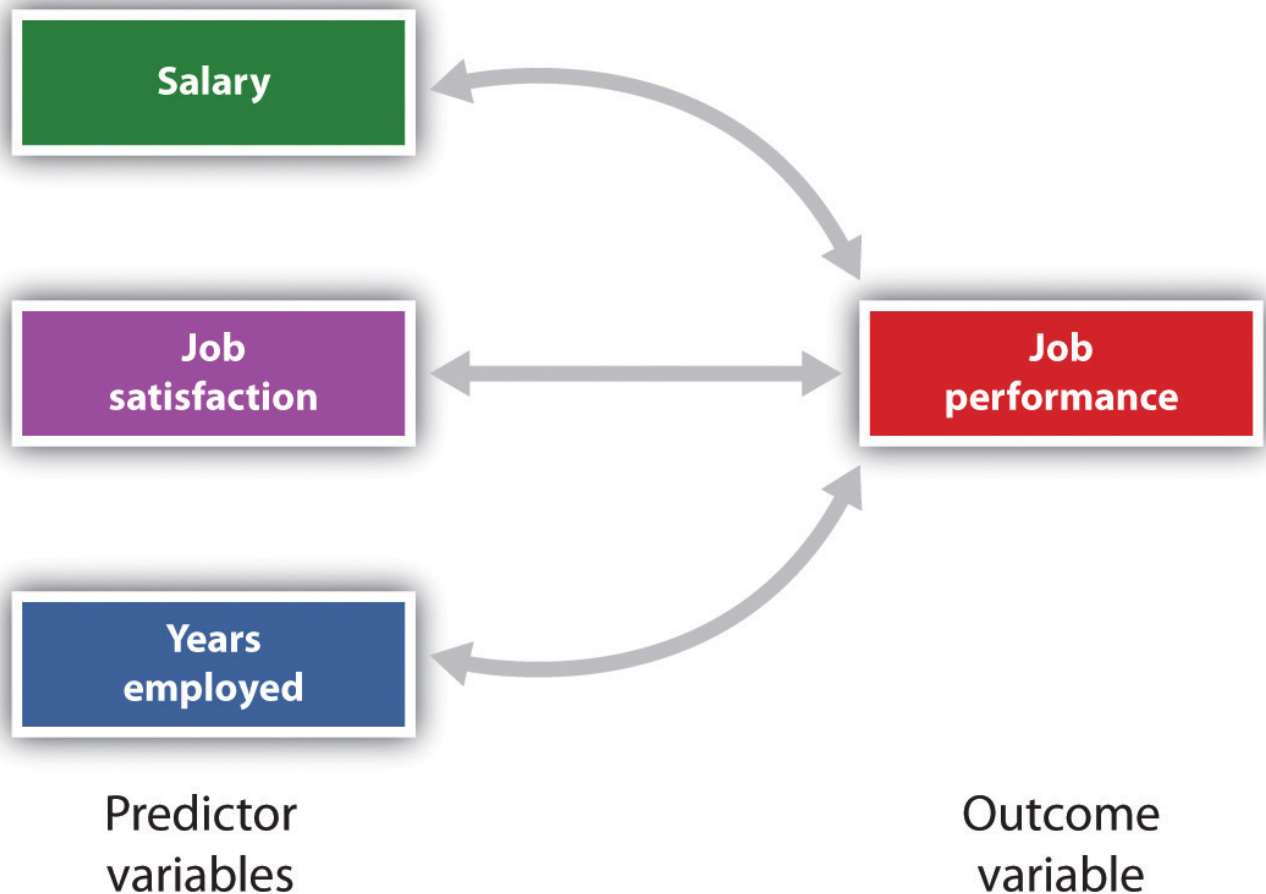 Salary
Job
satisfaction
Job
performance
Years
employed
Predictor
variables
Outcome
variable